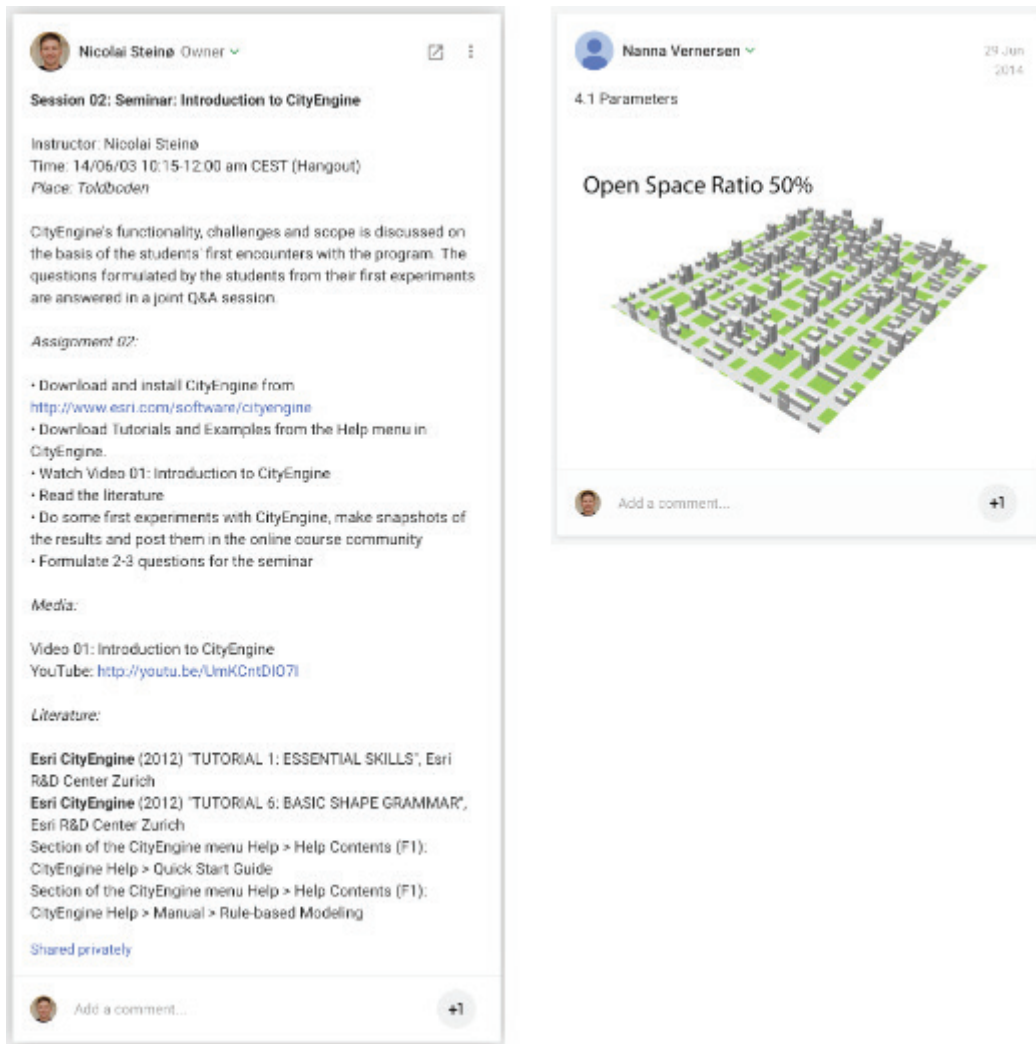 Nicolai Steinø Owner
Session 02: Seminar: Introduction to CityEngine
Instructor: Nicolai Steinø
Time: 14/06/03 10:15-12:00 am CEST (Hangout)
Place: Toldboden
CityEngine's functionality, challenges and scope is discussed on
the basis of the students' first encounters with the program. The
questions formulated by the students from their first experiments
are answered in a joint Q&A session.
Assignment 02:
• Download and install CityEngine from
http://www.esri.com/software/cityengine
• Download Tutorials and Examples from the Help menu in
CityEngine.
• Watch Video 01: Introduction to CityEngine
• Read the literature
• Do some first experiments with CityEngine, make snapshots of
the results and post them in the online course community
• Formulate 2-3 questions for the seminar
Media:
Video 01: Introduction to CityEngine
YouTube: http://youtu.be/UmKCntDIO7I
Literature:
Esri CityEngine (2012) "TUTORIAL 1: ESSENTIAL SKILLS", Esri
R&D Center Zurich
Esri CityEngine (2012) "TUTORIAL 6: BASIC SHAPE GRAMMAR",
Esri R&D Center Zurich
Section of the CityEngine menu Help > Help Contents (F1):
CityEngine Help > Quick Start Guide
Section of the CityEngine menu Help > Help Contents (F1):
CityEngine Help > Manual > Rule-based Modeling
Shared privately
Add a comment...
+1
Nanna Vernersen
29 Jun
2014
4.1 Parameters
Open Space Ratio 50%
Add a comment...
+1